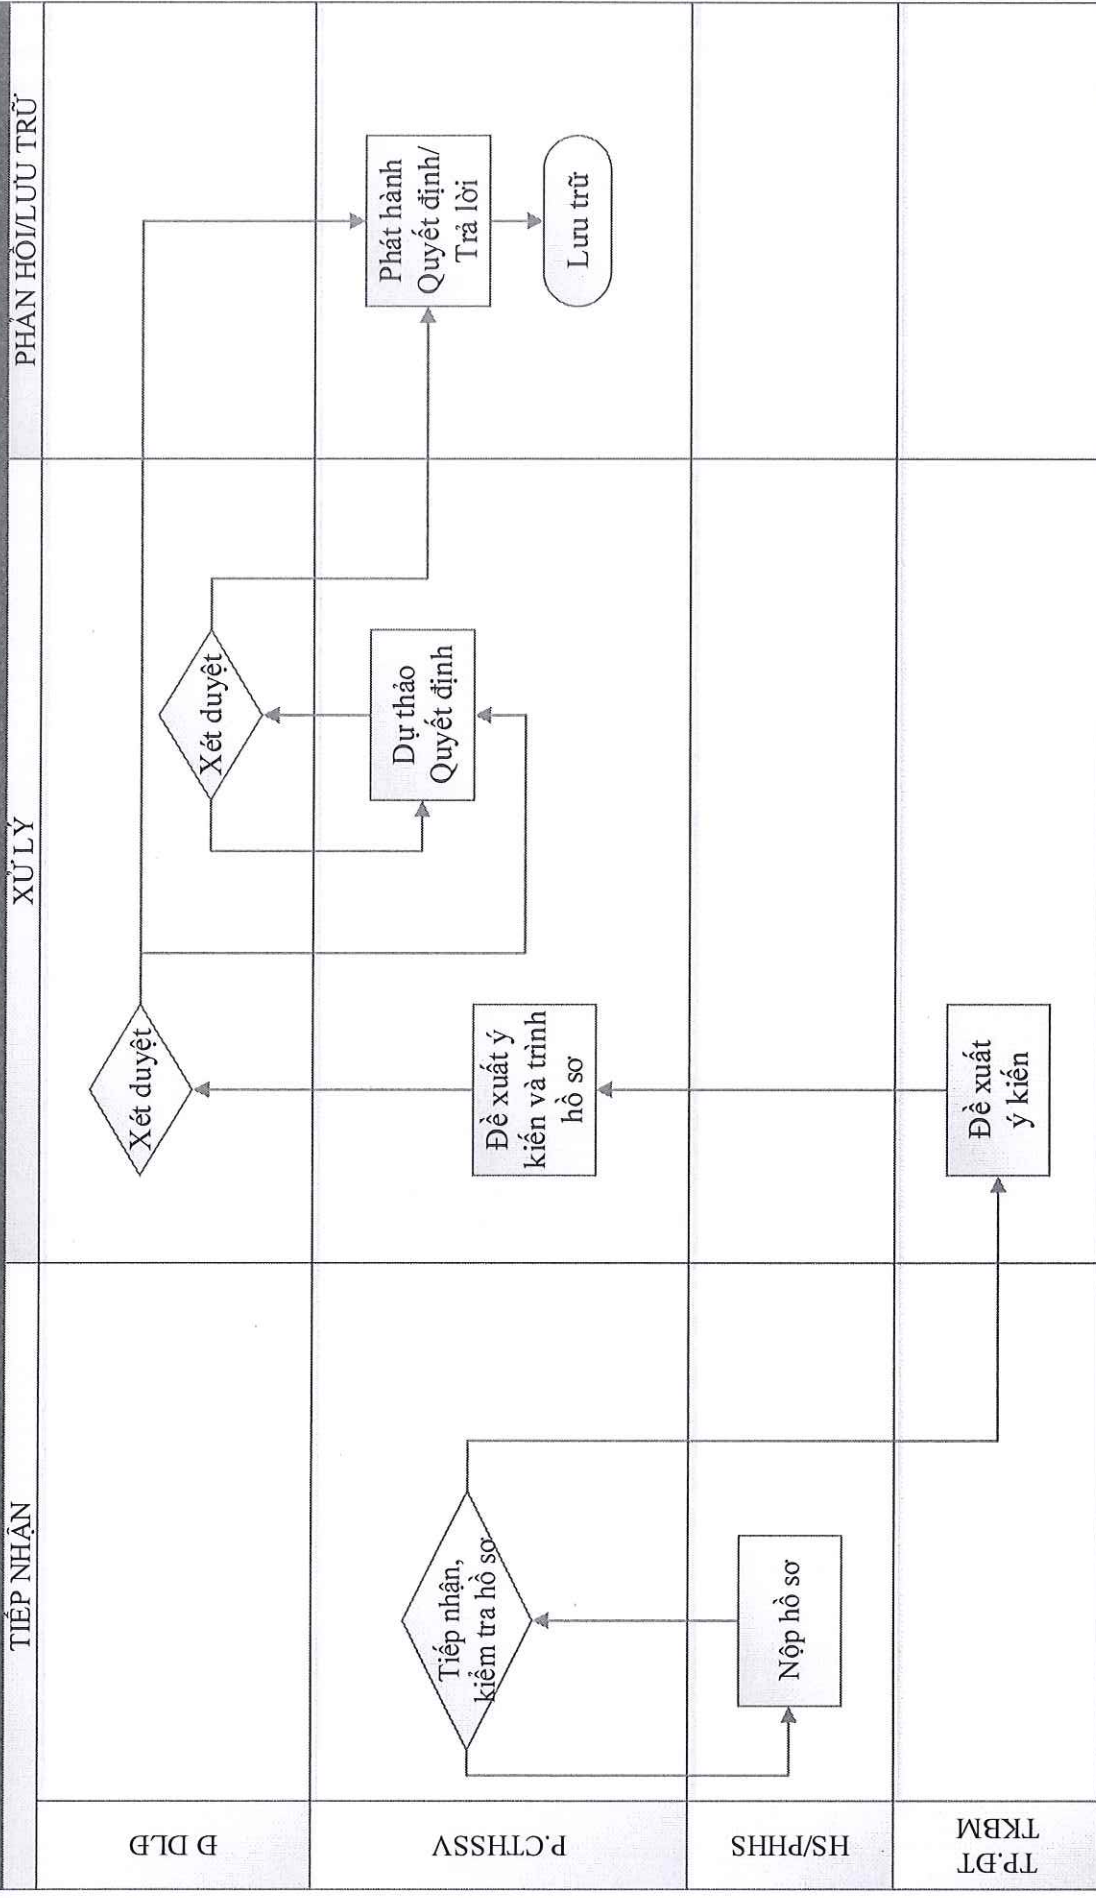 TIẾP NHẬN
XỬ LÝ
PHẢN HỒI/LƯU TRỮ
Đ DLĐ
Xét duyệt
Xét duyệt
P.CTHSSV
Tiếp nhận,
kiểm tra hồ sơ
Đề xuất ý
kiến và trình
hồ sơ
Dự thảo
Quyết định
Phát hành
Quyết định/
Trả lời
Lưu trữ
HS/PHHS
Nộp hồ sơ
TP.ĐT
TKBM
Đề xuất
ý kiến